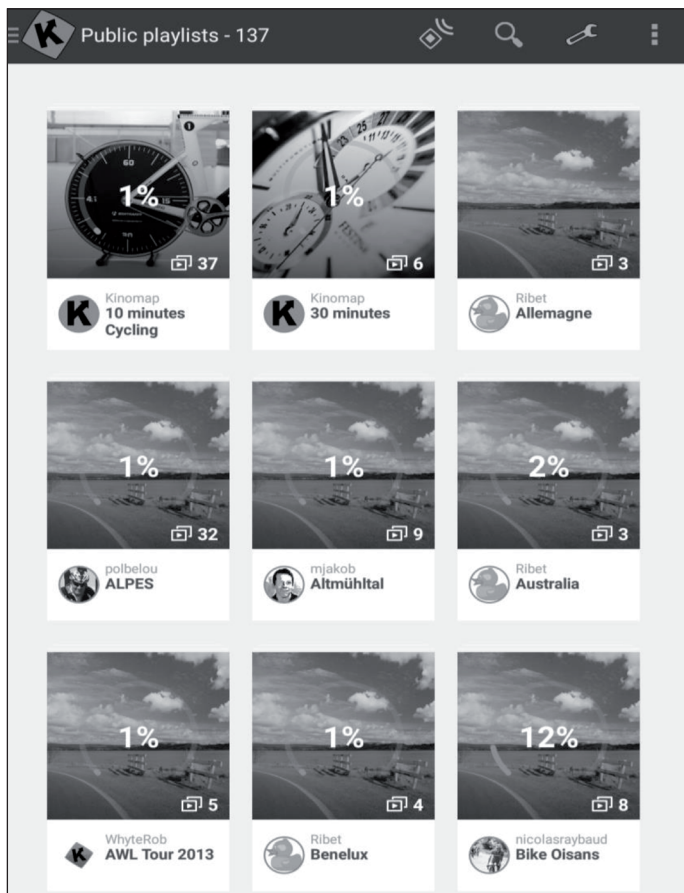 K Public playlists - 137
1%
37
Kinomap
10 minutes
Cycling
1%
6
Kinomap
30 minutes
3
Ribet
Allemagne
1%
32
polbelou
ALPES
1%
9
mjakob
Altmühltal
2%
3
Ribet
Australia
1%
5
WhyteRob
AWL Tour 2013
1%
4
Ribet
Benelux
12%
8
nicolasraybaud
Bike Oisans